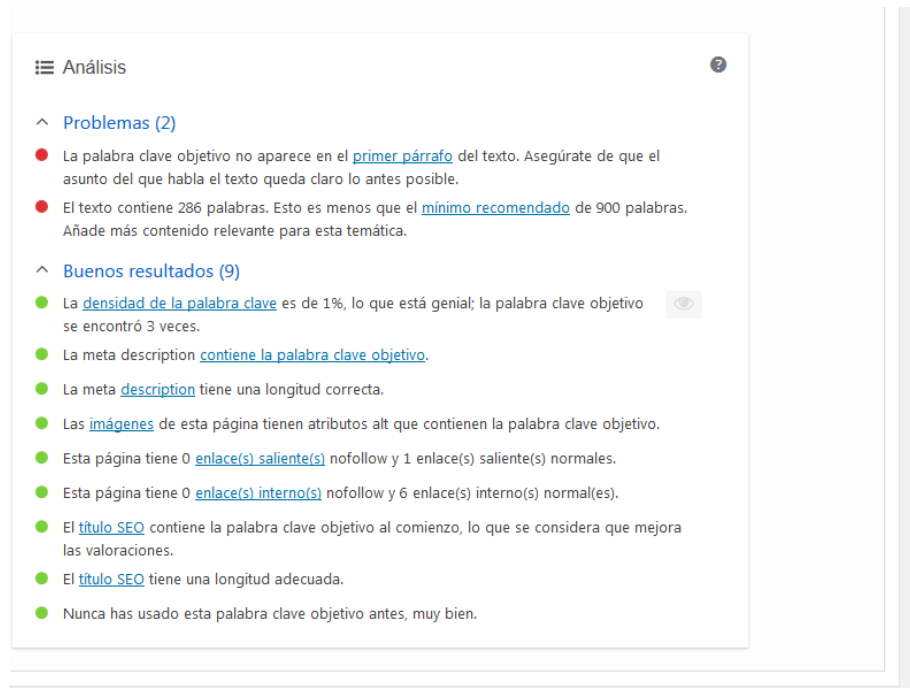 Análisis
Problemas (2)
La palabra clave objetivo no aparece en el primer párrafo del texto. Asegúrate de que el
asunto del que habla el texto queda claro lo antes posible.
El texto contiene 286 palabras. Esto es menos que el mínimo recomendado de 900 palabras.
Añade más contenido relevante para esta temática.
Buenos resultados (9)
La densidad de la palabra clave es de 1%, lo que está genial; la palabra clave objetivo
se encontró 3 veces.
La meta description contiene la palabra clave objetivo.
La meta description tiene una longitud correcta.
Las imágenes de esta página tienen atributos alt que contienen la palabra clave objetivo.
Esta página tiene 0 enlace(s) saliente(s) nofollow y 1 enlace(s) saliente(s) normales.
Esta página tiene 0 enlace(s) interno(s) nofollow y 6 enlace(s) interno(s) normal(es).
El título SEO contiene la palabra clave objetivo al comienzo, lo que se considera que mejora
las valoraciones.
El título SEO tiene una longitud adecuada.
Nunca has usado esta palabra clave objetivo antes, muy bien.